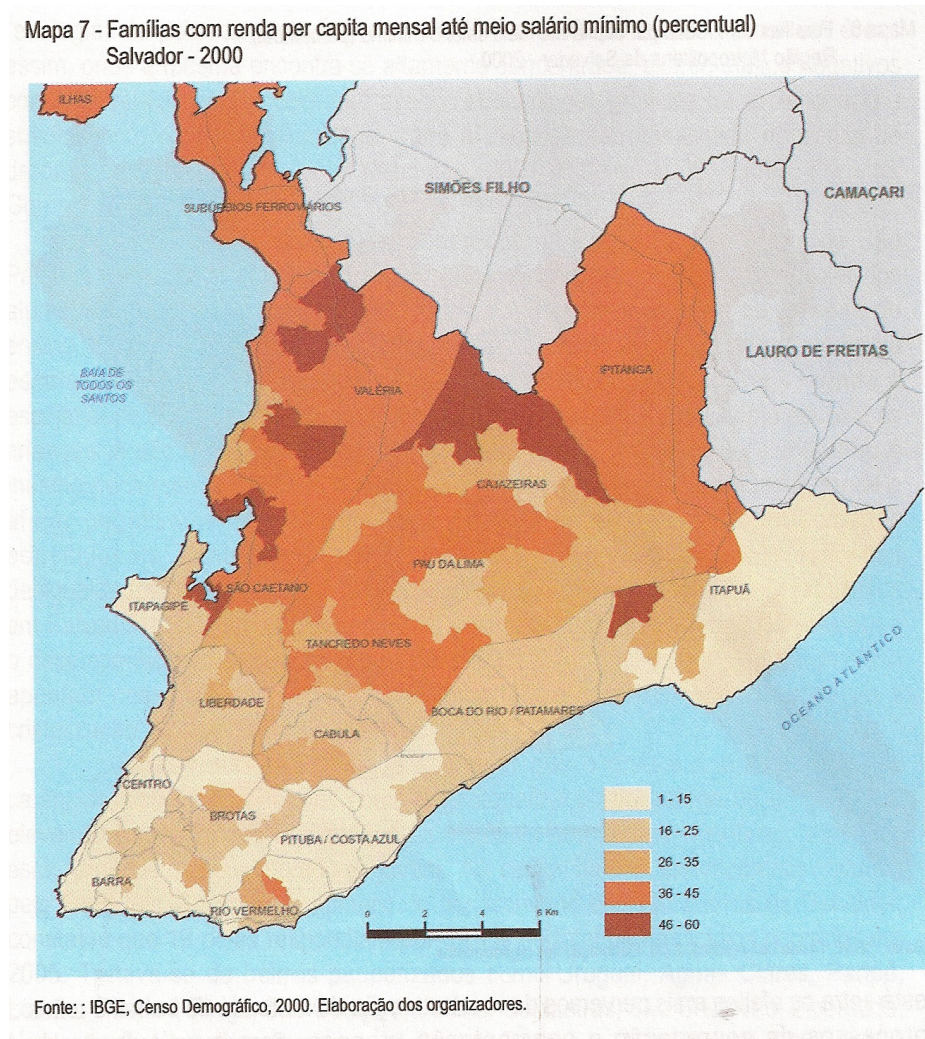 Mapa 7 - Famílias com renda per capita mensal até meio salário mínimo (percentual)
Salvador - 2000
ILHAS
SIMÕES FILHO
CAMAÇARI
SUBÚRBIOS FERROVIÁRIOS
LAURO DE FREITAS
BAÍA DE
TODOS OS
SANTOS
VALÉRIA
IPITANGA
CAJAZEIRAS
PAU DA LIMA
SÃO CAETANO
ITAPUÃ
ITAPAGIPE
TANCREDO NEVES
OCEANO ATLÂNTICO
LIBERDADE
BOCA DO RIO / PATAMARES
CABULA
CENTRO
BROTAS
PITUBA / COSTA AZUL
BARRA
RIO VERMELHO
1 - 15
16 - 25
26 - 35
36 - 45
46 - 60
0 2 4 6 Km
Fonte: : IBGE, Censo Demográfico, 2000. Elaboração dos organizadores.